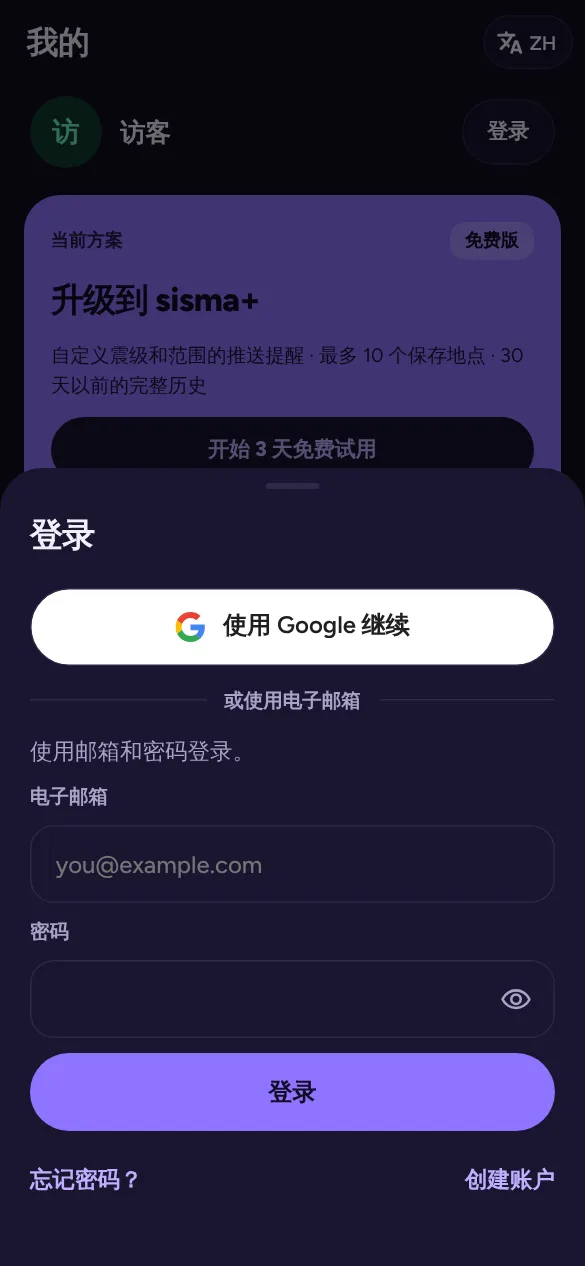 我的
ZH
访
访客
登录
当前方案
免费版
升级到 sisma+
自定义震级和范围的推送提醒 · 最多 10 个保存地点 · 30
天以前的完整历史
开始 3 天免费试用
登录
使用 Google 继续
或使用电子邮箱
使用邮箱和密码登录。
电子邮箱
you@example.com
密码
登录
忘记密码？
创建账户